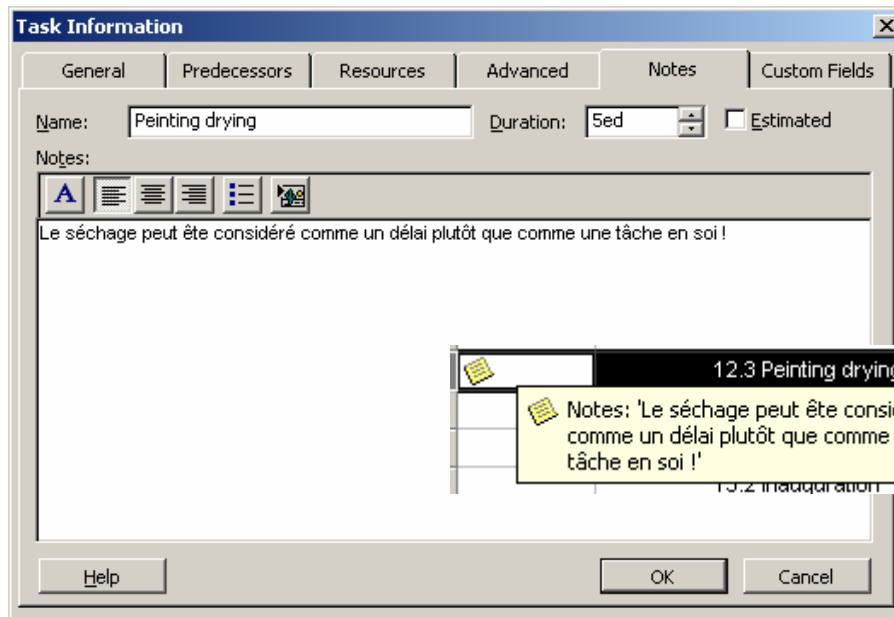 Task Information
General Predecessors Resources Advanced Notes Custom Fields
Name: Peinting drying Duration: 5ed Estimated
Notes:
A
Le séchage peut ête considéré comme un délai plutôt que comme une tâche en soi !
12.3 Peinting drying
Notes: 'Le séchage peut ête consi
comme un délai plutôt que comme
tâche en soi !'
Help OK Cancel